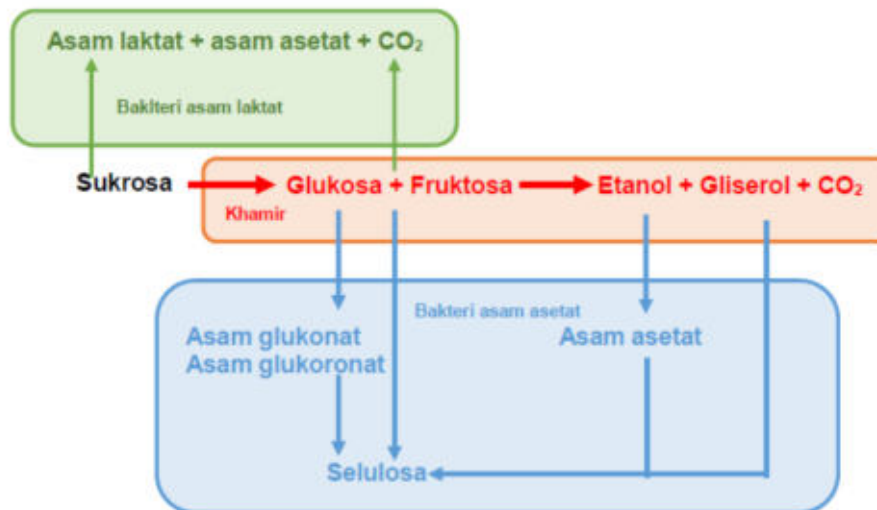 Asam laktat + asam asetat + CO₂
Baklteri asam laktat
Sukrosa
Glukosa + Fruktosa
Etanol + Gliserol + CO₂
Khamir
Bakteri asam asetat
Asam glukonat
Asam glukoronat
Asam asetat
Selulosa